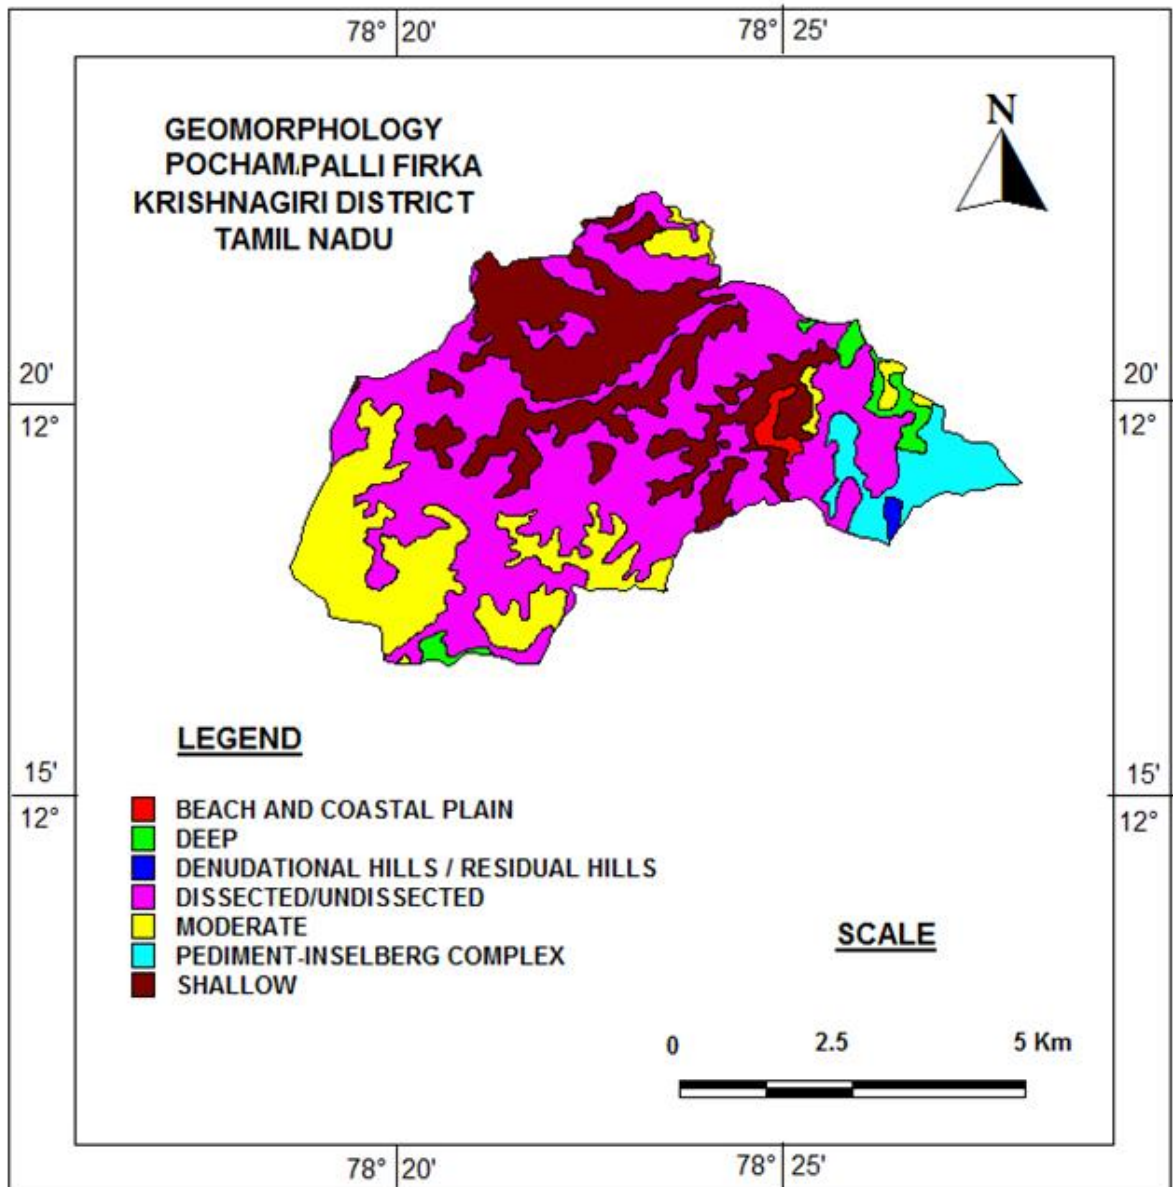 78° 20' 78° 25'
N
GEOMORPHOLOGY
POCHAMPALLI FIRKA
KRISHNAGIRI DISTRICT
TAMIL NADU
20' 20'
12° 12°
LEGEND
15' 15'
12° 12°
BEACH AND COASTAL PLAIN
DEEP
DENUDATIONAL HILLS / RESIDUAL HILLS
DISSECTED/UNDISSECTED
MODERATE
PEDIMENT-INSELBERG COMPLEX
SHALLOW
SCALE
0 2.5 5 Km
78° 20' 78° 25'